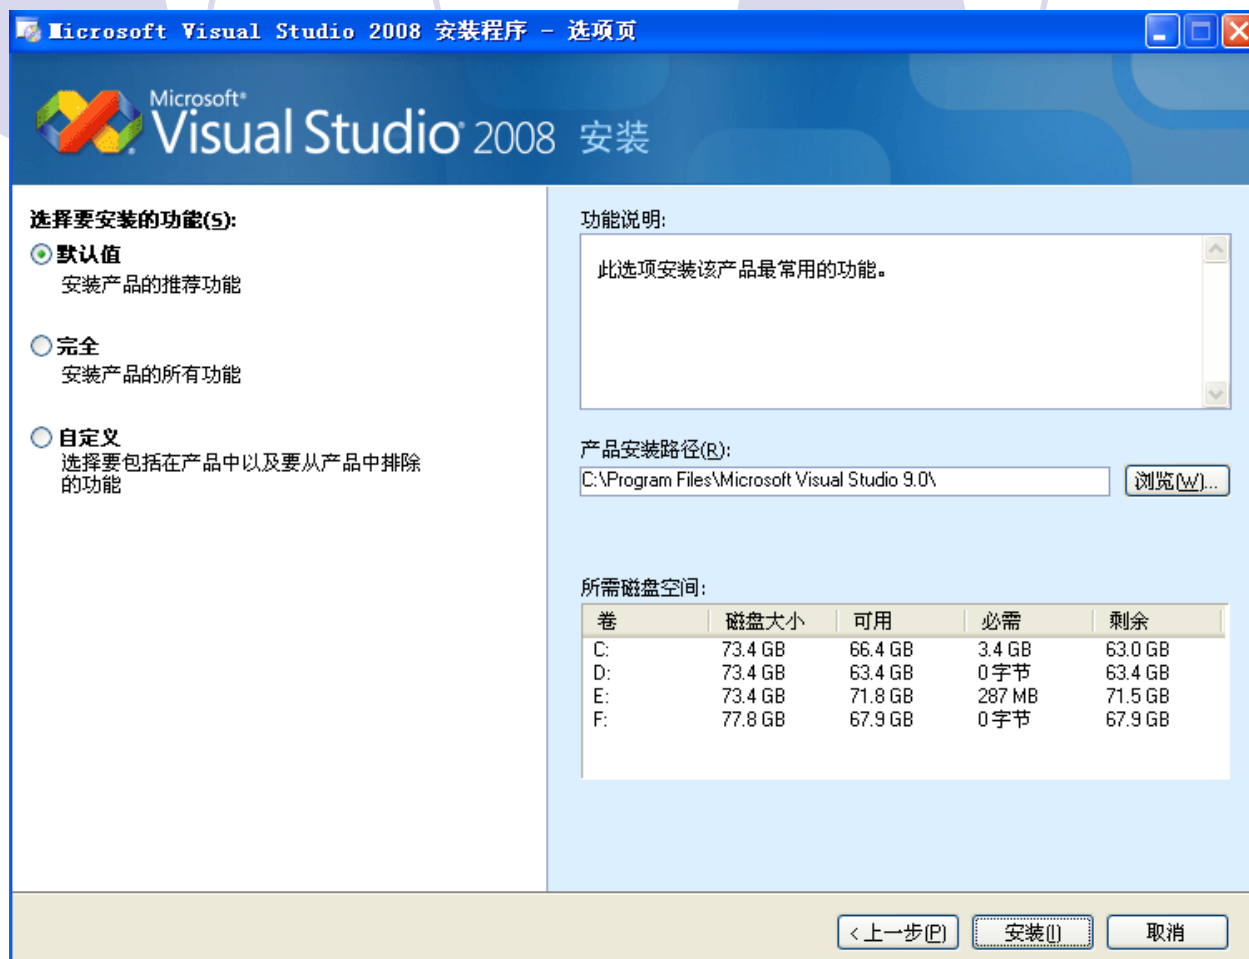 Microsoft Visual Studio 2008 安装程序 - 选项页
Microsoft®
Visual Studio® 2008 安装
选择要安装的功能(S):
默认值
安装产品的推荐功能
完全
安装产品的所有功能
自定义
选择要包括在产品中以及要从产品中排除
的功能
功能说明:
此选项安装该产品最常用的功能。
产品安装路径(R):
C:\Program Files\Microsoft Visual Studio 9.0\
浏览(W)...
所需磁盘空间:
卷 磁盘大小 可用 必需 剩余
C: 73.4 GB 66.4 GB 3.4 GB 63.0 GB
D: 73.4 GB 63.4 GB 0 字节 63.4 GB
E: 73.4 GB 71.8 GB 287 MB 71.5 GB
F: 77.8 GB 67.9 GB 0 字节 67.9 GB
<上一步(P)
安装(I)
取消